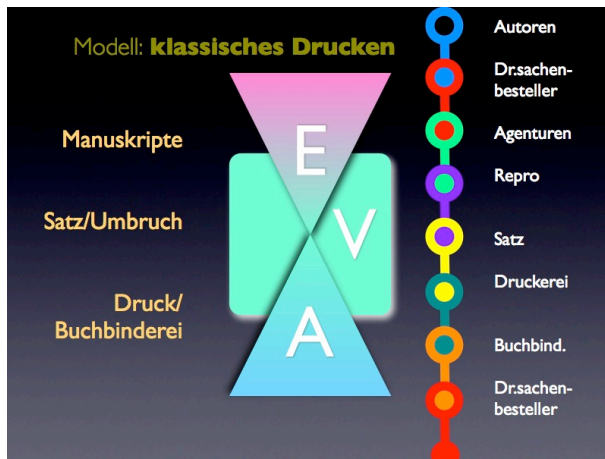 Modell: klassisches Drucken
Manuskripte
Satz/Umbruch
Druck/
Buchbinderei
E
V
A
Autoren
Dr.sachen-
besteller
Agenturen
Repro
Satz
Druckerei
Buchbind.
Dr.sachen-
besteller